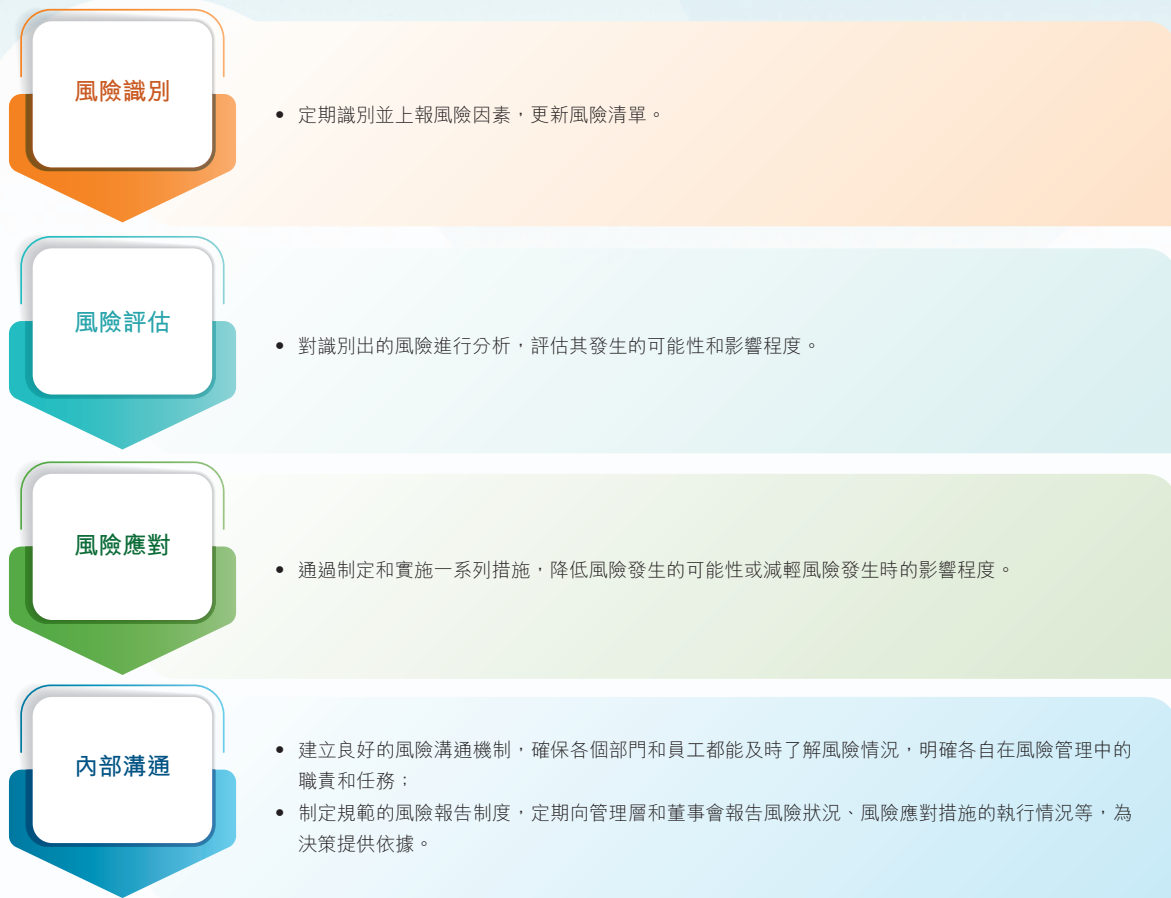 風險識別
• 定期識別並上報風險因素，更新風險清單。
風險評估
• 對識別出的風險進行分析，評估其發生的可能性和影響程度。
風險應對
• 通過制定和實施一系列措施，降低風險發生的可能性或減輕風險發生時的影響程度。
內部溝通
• 建立良好的風險溝通機制，確保各個部門和員工都能及時了解風險情況，明確各自在風險管理中的
職責和任務；
• 制定規範的風險報告制度，定期向管理層和董事會報告風險狀況、風險應對措施的執行情況等，為
決策提供依據。